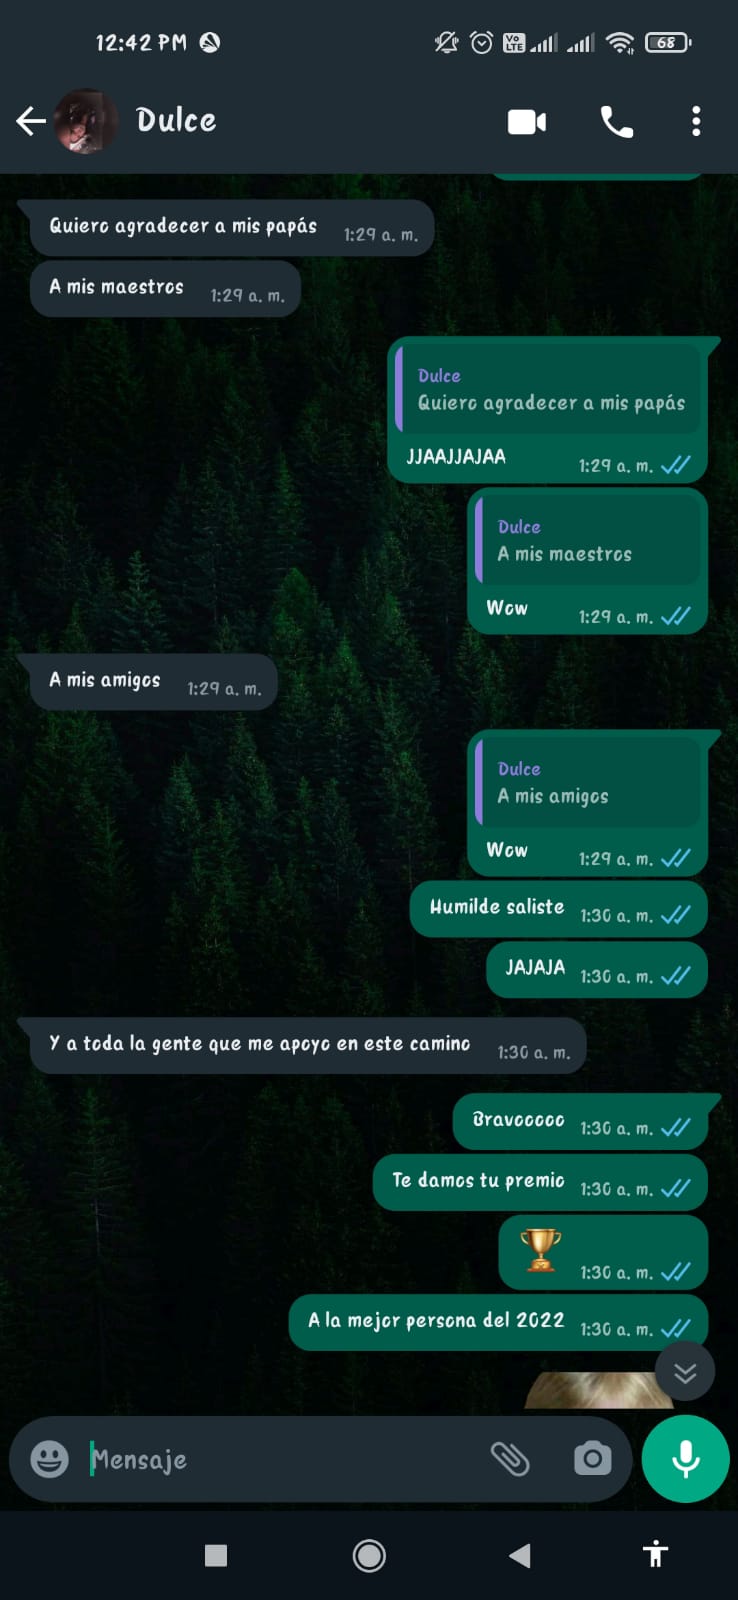 12:42 PM
Vo LTE
68
Dulce
Quiero agradecer a mis papás 1:29 a. m.
A mis maestros 1:29 a. m.
Dulce
Quiero agradecer a mis papás
JJAAJJAJAA 1:29 a. m.
Dulce
A mis maestros
Wow 1:29 a. m.
A mis amigos 1:29 a. m.
Dulce
A mis amigos
Wow 1:29 a. m.
Humilde saliste 1:30 a. m.
JAJAJA 1:30 a. m.
Y a toda la gente que me apoyo en este camino 1:30 a. m.
Bravooooo 1:30 a. m.
Te damos tu premio 1:30 a. m.
1:30 a. m.
A la mejor persona del 2022 1:30 a. m.
Mensaje